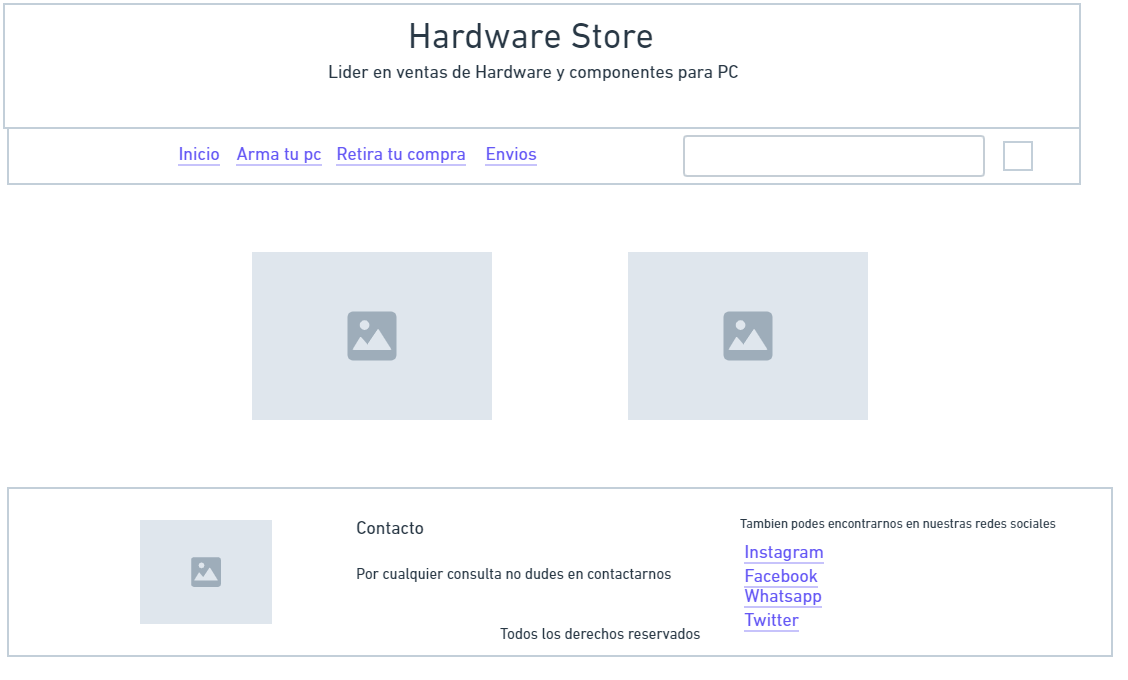 Hardware Store
Lider en ventas de Hardware y componentes para PC
Inicio Arma tu pc Retira tu compra Envios
Contacto
Por cualquier consulta no dudes en contactarnos
Todos los derechos reservados
Tambien podes encontrarnos en nuestras redes sociales
Instagram
Facebook
Whatsapp
Twitter